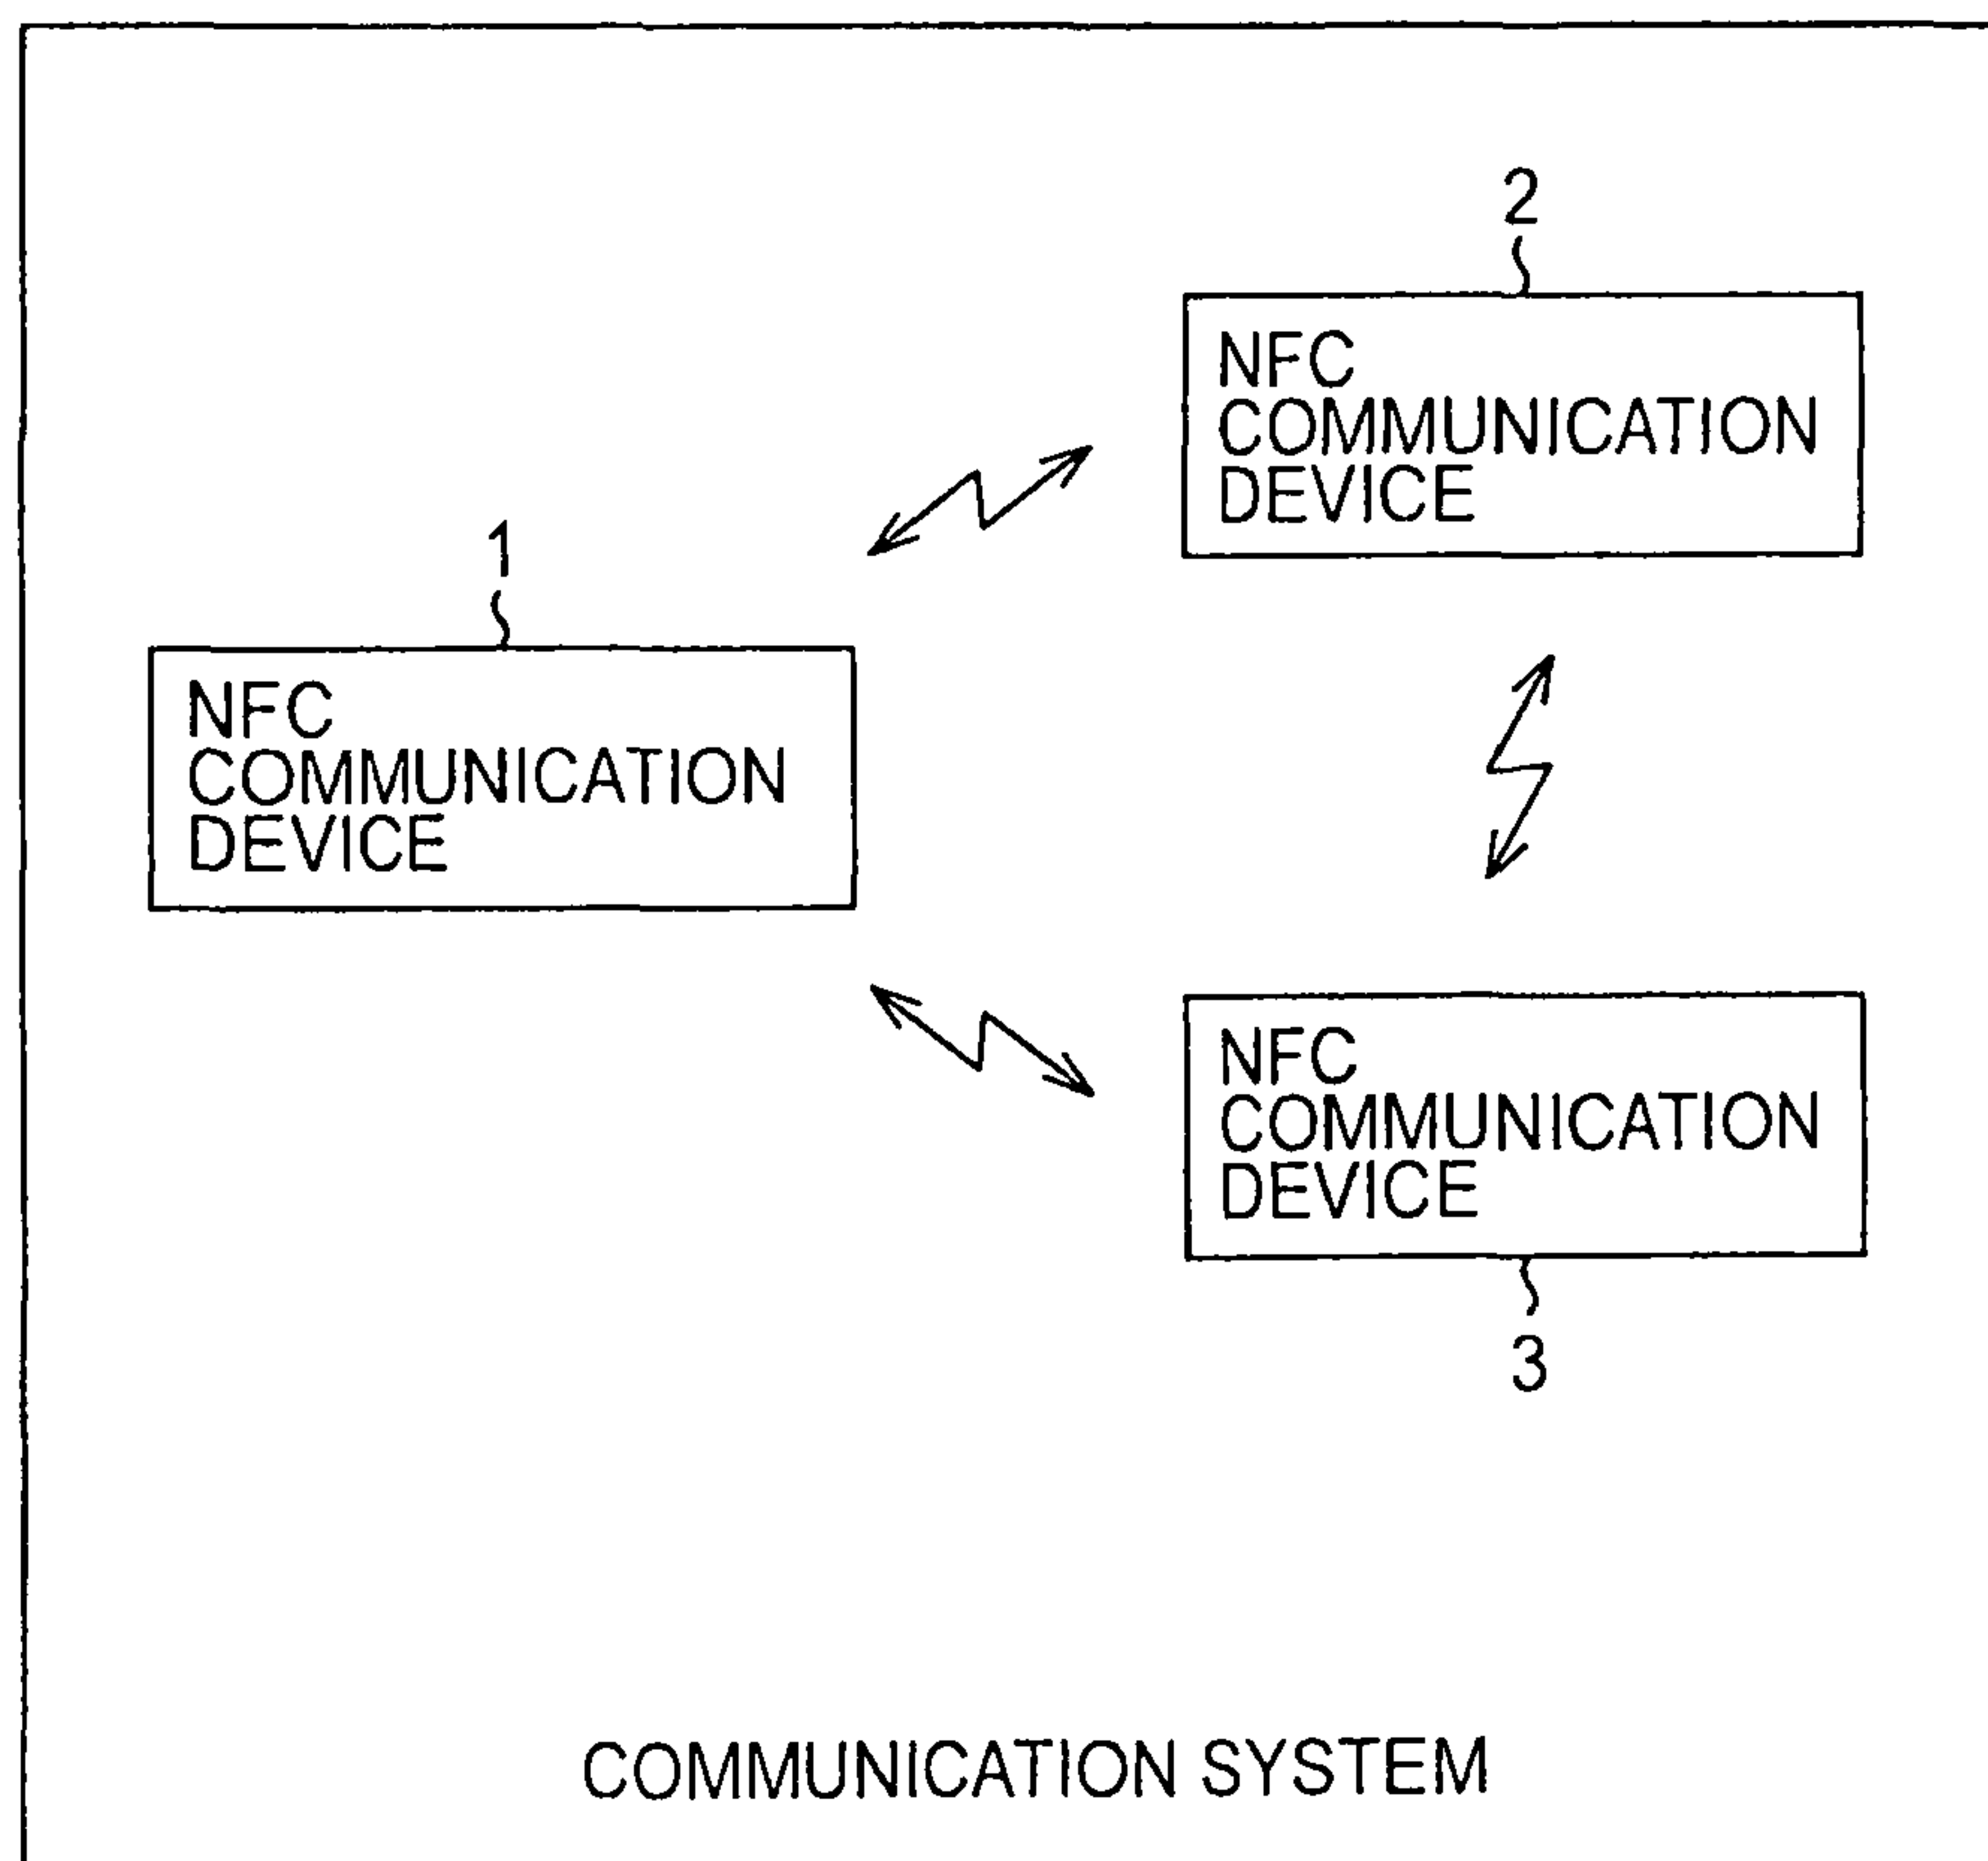 2
NFC
COMMUNICATION
DEVICE
1
NFC
COMMUNICATION
DEVICE
NFC
COMMUNICATION
DEVICE
3
COMMUNICATION SYSTEM